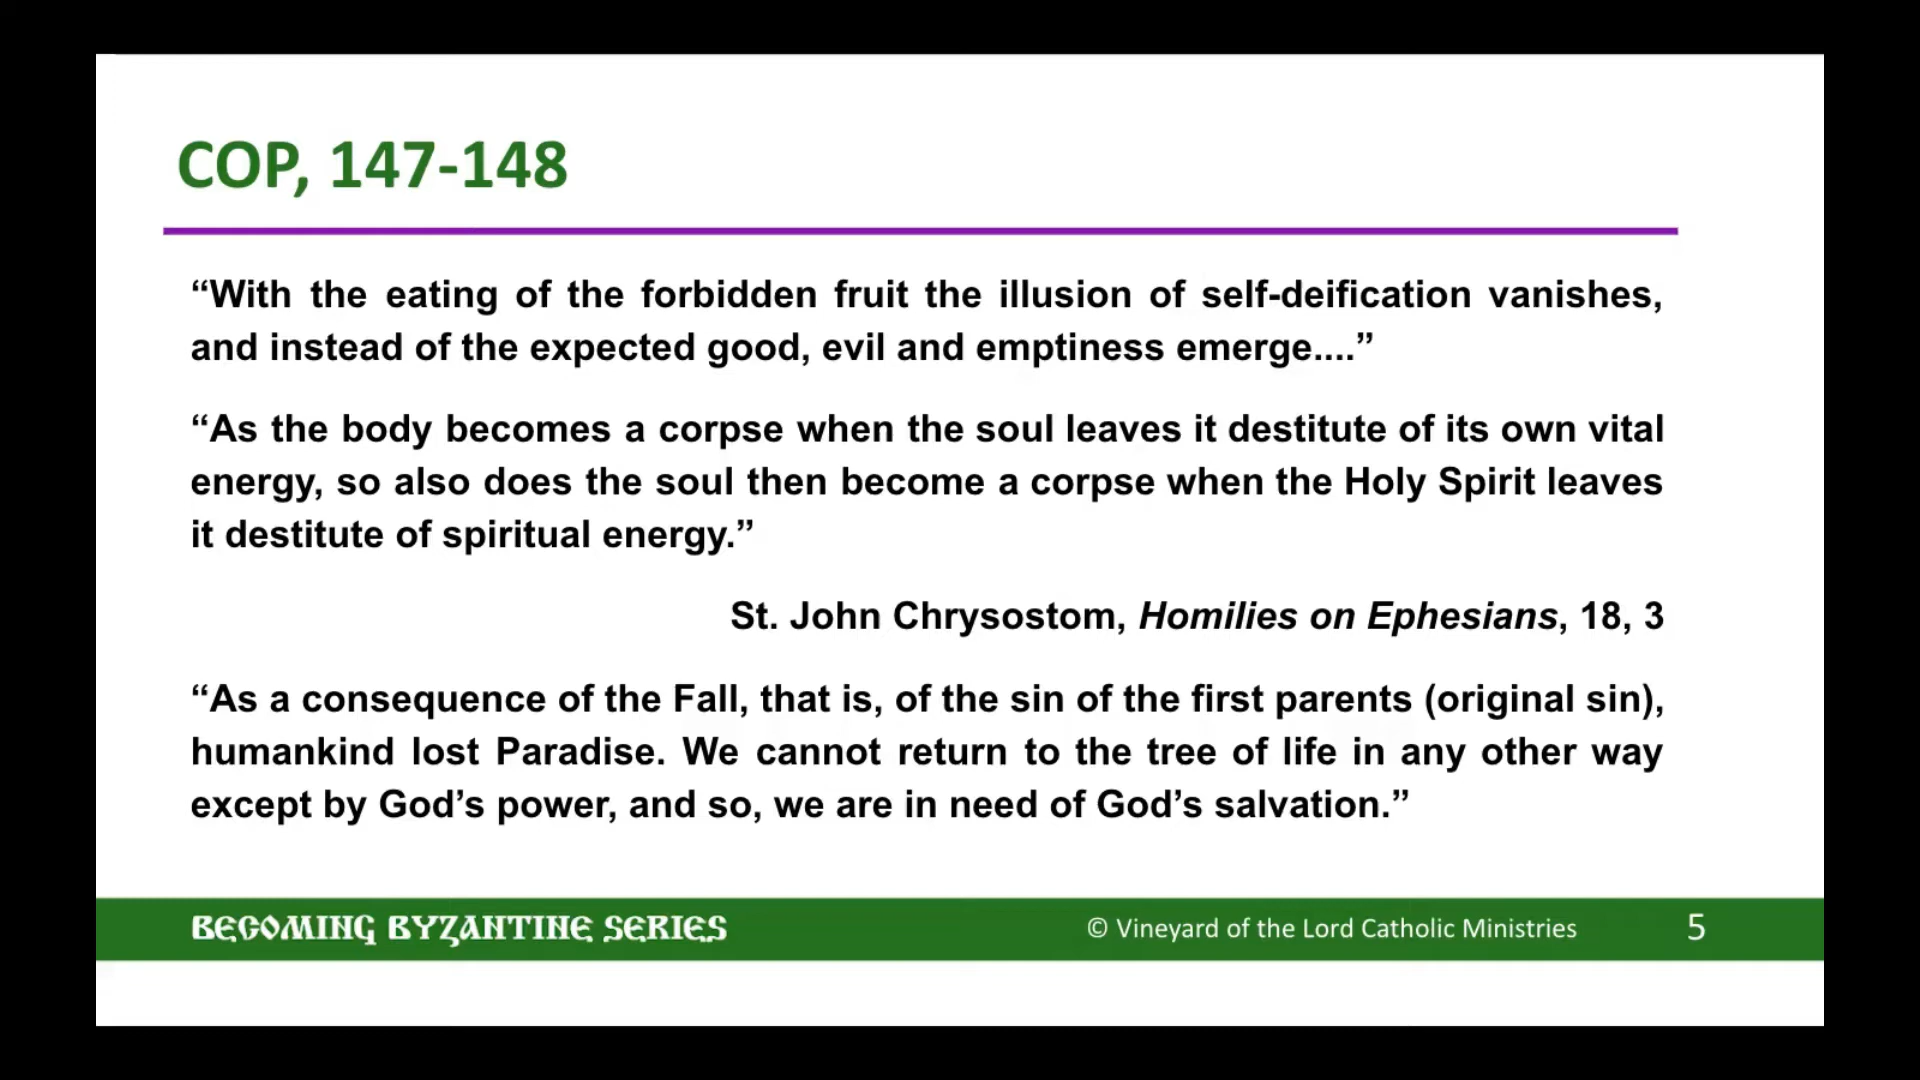 COP, 147-148
“With the eating of the forbidden fruit the illusion of self-deification vanishes,
and instead of the expected good, evil and emptiness emerge....”
“As the body becomes a corpse when the soul leaves it destitute of its own vital
energy, so also does the soul then become a corpse when the Holy Spirit leaves
it destitute of spiritual energy.”
St. John Chrysostom, Homilies on Ephesians, 18, 3
“As a consequence of the Fall, that is, of the sin of the first parents (original sin),
humankind lost Paradise. We cannot return to the tree of life in any other way
except by God’s power, and so, we are in need of God’s salvation.”
BECOMING BYZANTINE SERIES © Vineyard of the Lord Catholic Ministries 5